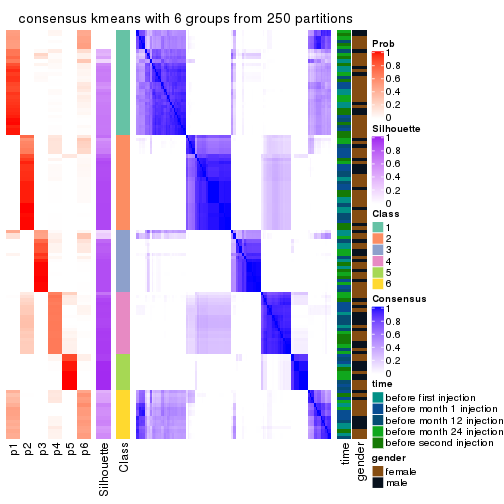 consensus kmeans with 6 groups from 250 partitions
Prob
1
0.8
0.6
0.4
0.2
0
Silhouette
1
0.8
0.6
0.4
0.2
0
Class
1
2
3
4
5
6
Consensus
1
0.8
0.6
0.4
0.2
0
time
before first injection
before month 1 injection
before month 12 injection
before month 24 injection
before second injection
gender
female
male
p1
p2
p3
p4
p5
p6
Silhouette
Class
time
gender